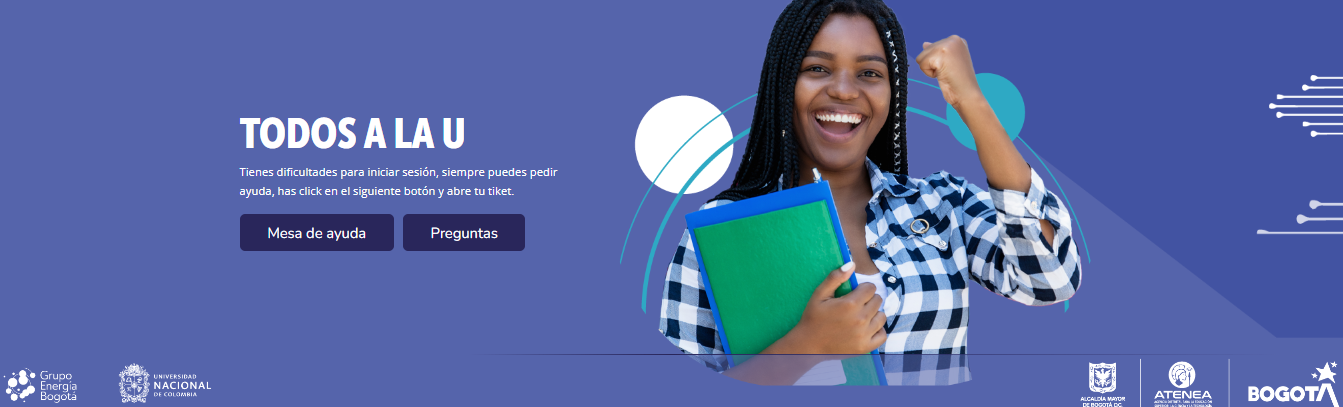 TODOS A LA U
Tienes dificultades para iniciar sesión, siempre puedes pedir
ayuda, has click en el siguiente botón y abre tu tiket.
Mesa de ayuda
Preguntas
Grupo
Energía
Bogotá
UNIVERSIDAD
NACIONAL
DE COLOMBIA
ALCALDÍA MAYOR
DE BOGOTÁ D.C.
ATENEA
BOGOTÁ